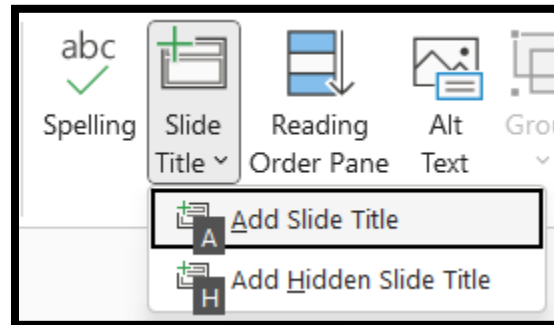 abc
Spelling
Slide
Title
Reading
Order Pane
Alt
Text
A
Add Slide Title
H
Add Hidden Slide Title